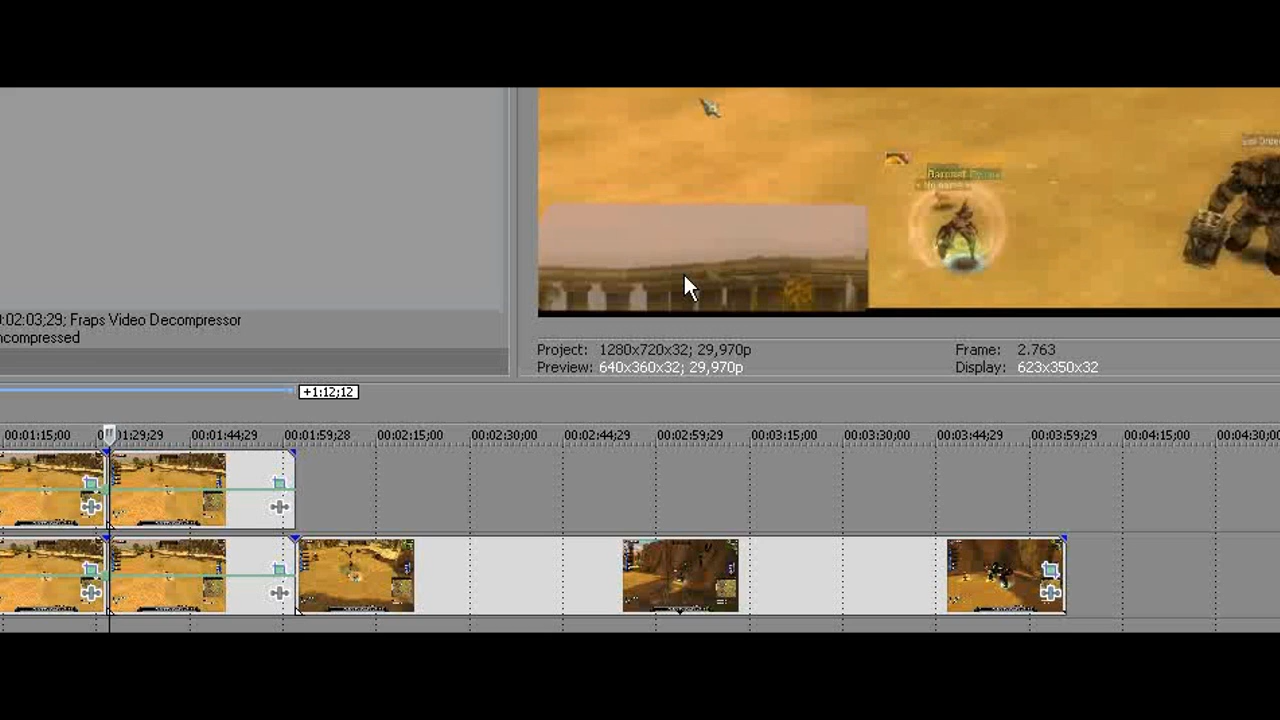 :02:03;29; Fraps Video Decompressor
ncompressed
Project: 1280x720x32; 29,970p
Frame: 2.763
Preview: 640x360x32; 29,970p
Display: 623x350x32
+1:12;12
00:01:15;00 :01:29;29 00:01:44;29 00:01:59;28 00:02:15;00 00:02:30;00 00:02:44;29 00:02:59;29 00:03:15;00 00:03:30;00 00:03:44;29 00:03:59;29 00:04:15;00 00:04:30;00